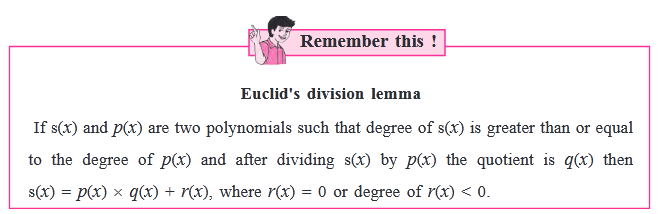 Remember this !
Euclid's division lemma
If s(x) and p(x) are two polynomials such that degree of s(x) is greater than or equal
to the degree of p(x) and after dividing s(x) by p(x) the quotient is q(x) then
s(x) = p(x) × q(x) + r(x), where r(x) = 0 or degree of r(x) < 0.